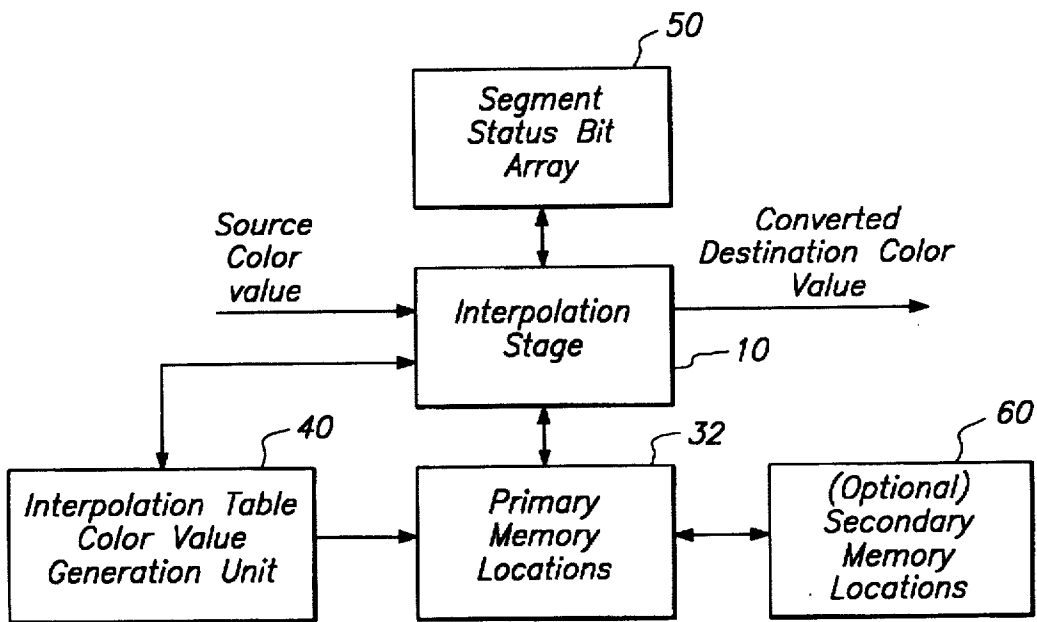 50
Segment
Status Bit
Array
Source
Color
value
Converted
Destination Color
Value
Interpolation
Stage
10
40
32
60
Interpolation Table
Color Value
Generation Unit
Primary
Memory
Locations
(Optional)
Secondary
Memory
Locations